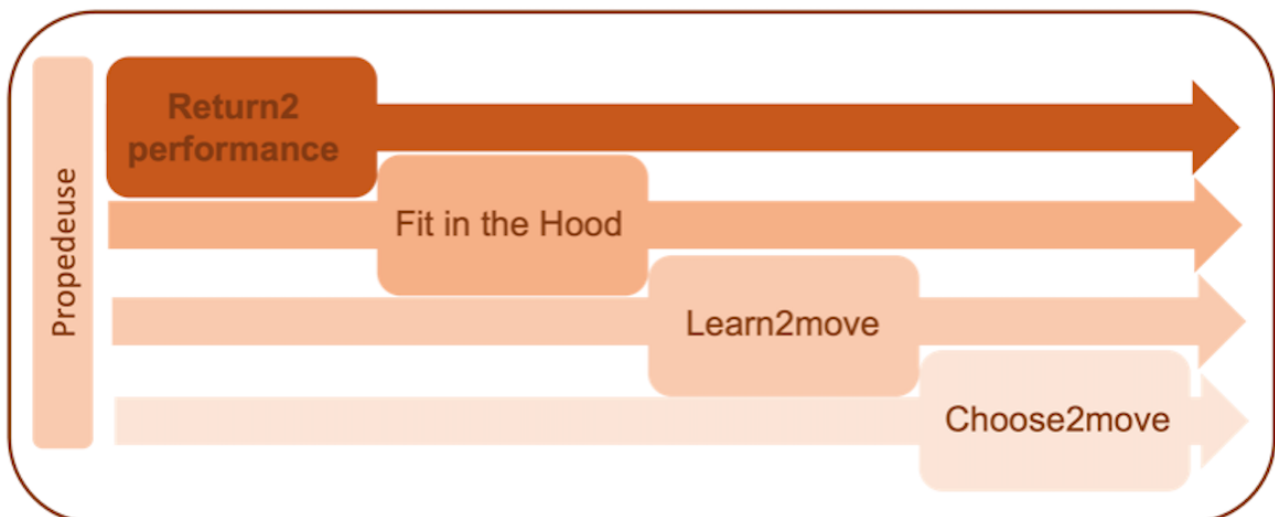 Propedeuse
Return2
performance
Fit in the Hood
Learn2move
Choose2move